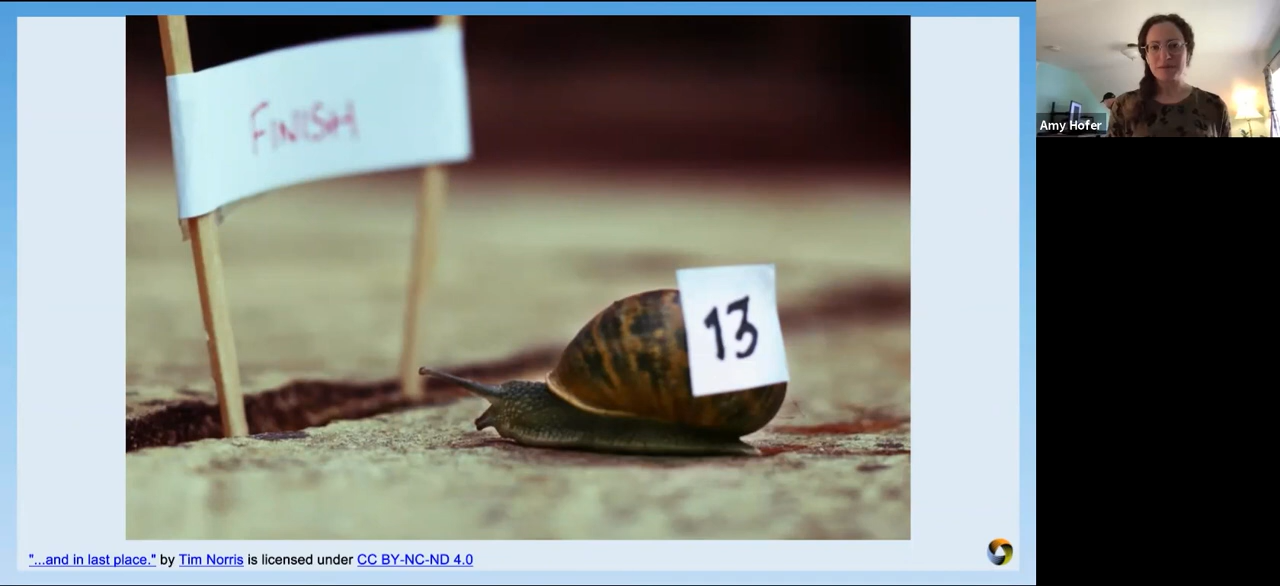 FINISH
13
Amy Hofer
"...and in last place." by Tim Norris is licensed under CC BY-NC-ND 4.0